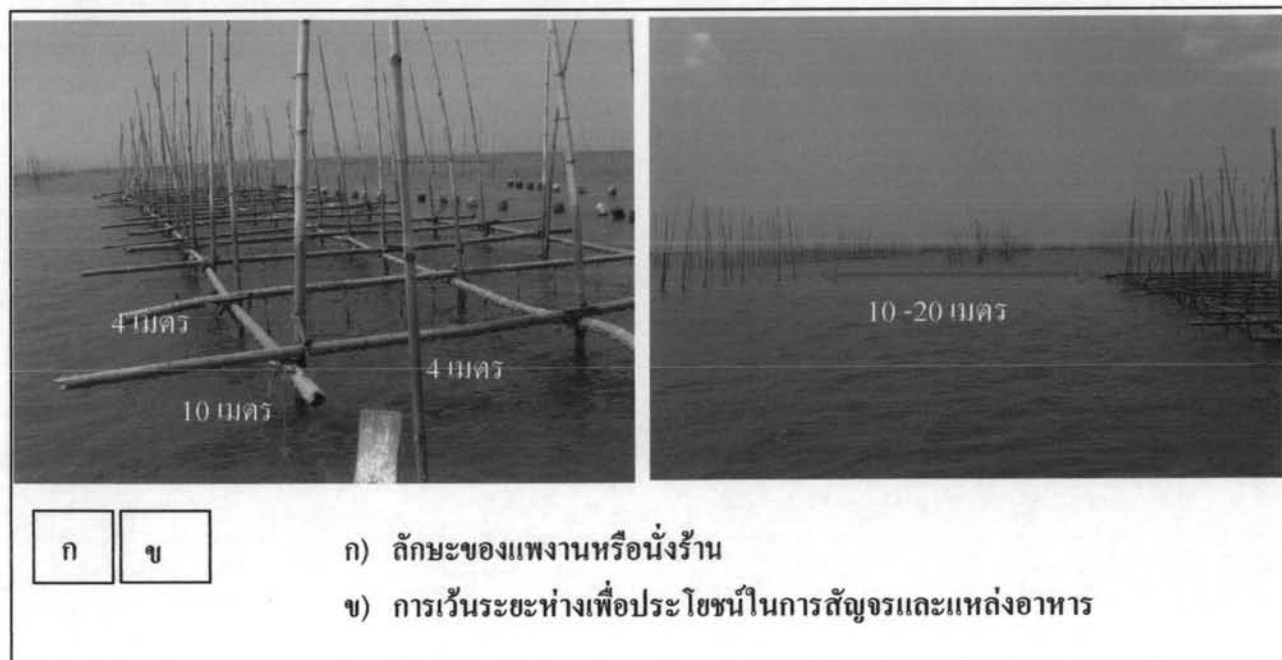 4 เมตร
4 เมตร
10 เมตร
10 -20 เมตร
ก ข
ก) ลักษะของแพงานหรือนั่งร้าน
ข) การเว้นระยะห่างเพื่อประโยชน์ในการสัญจรและแหล่งอาหาร